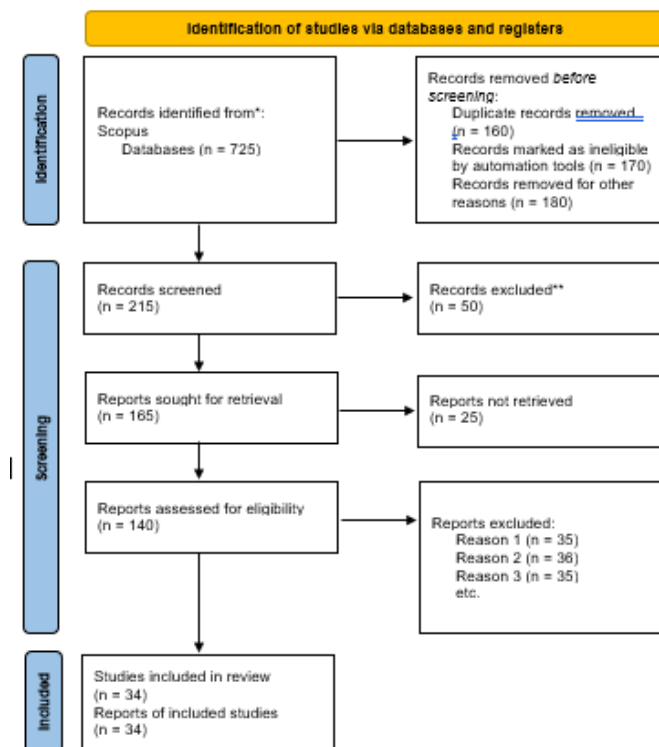 Identification of studies via databases and registers
Identification
Records identified from*:
Scopus
Databases (n = 725)
Records removed before
screening:
Duplicate records removed
(n = 160)
Records marked as ineligible
by automation tools (n = 170)
Records removed for other
reasons (n = 180)
Screening
Records screened
(n = 215)
Records excluded**
(n = 50)
Reports sought for retrieval
(n = 165)
Reports not retrieved
(n = 25)
Reports assessed for eligibility
(n = 140)
Reports excluded:
Reason 1 (n = 35)
Reason 2 (n = 36)
Reason 3 (n = 35)
etc.
Included
Studies included in review
(n = 34)
Reports of included studies
(n = 34)